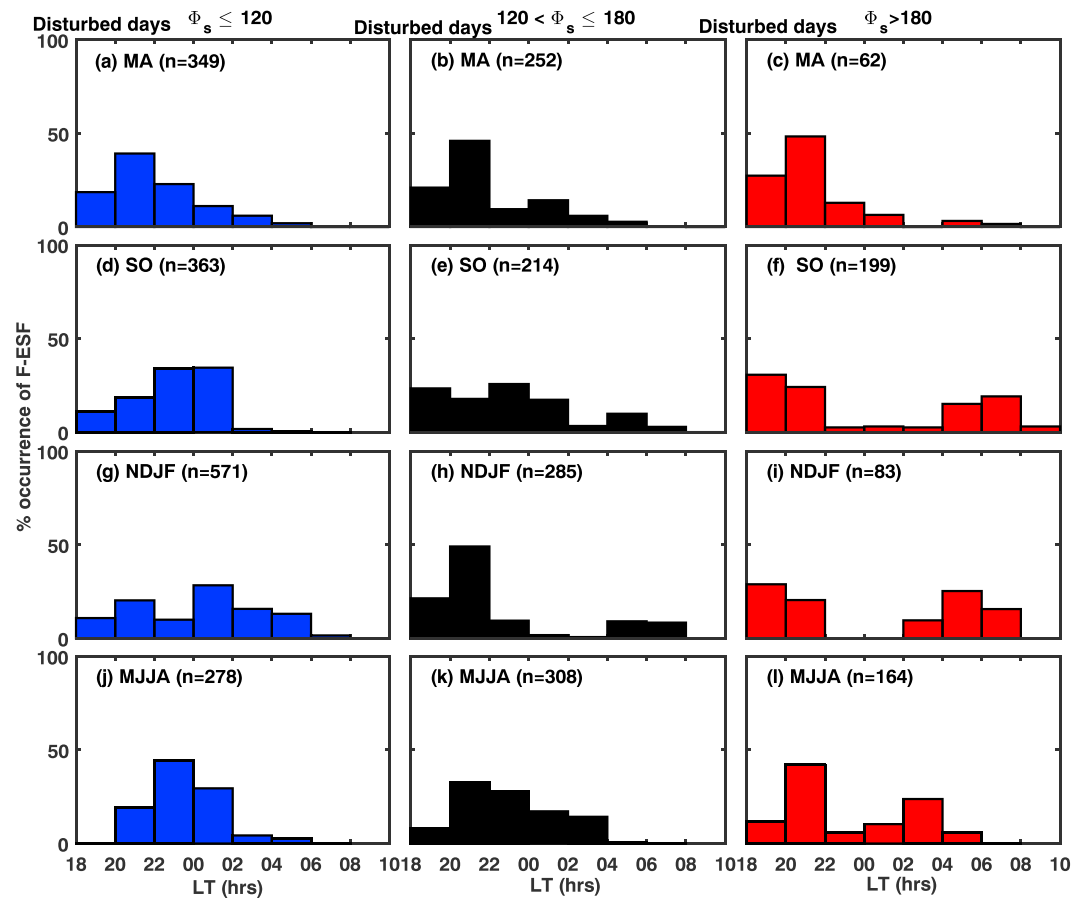 Disturbed days Φs ≤ 120
Disturbed days 120 < Φs ≤ 180
Disturbed days Φs>180
100
50
0
(a) MA (n=349)
(b) MA (n=252)
(c) MA (n=62)
100
50
0
(d) SO (n=363)
(e) SO (n=214)
(f) SO (n=199)
% occurrence of F-ESF
100
50
0
(g) NDJF (n=571)
(h) NDJF (n=285)
(i) NDJF (n=83)
100
50
0
(j) MJJA (n=278)
(k) MJJA (n=308)
(l) MJJA (n=164)
18 20 22 00 02 04 06 08 10
18 20 22 00 02 04 06 08 10
18 20 22 00 02 04 06 08 10
LT (hrs)
LT (hrs)
LT (hrs)